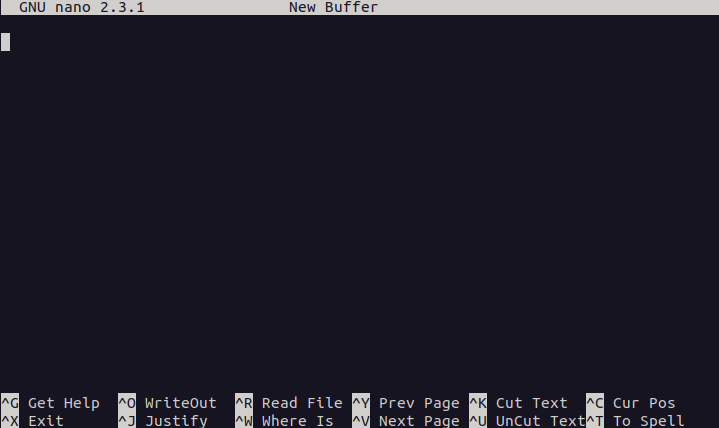 GNU nano 2.3.1 New Buffer
^G Get Help ^O WriteOut ^R Read File ^Y Prev Page ^K Cut Text ^C Cur Pos
^X Exit ^J Justify ^W Where Is ^V Next Page ^U UnCut Text ^T To Spell